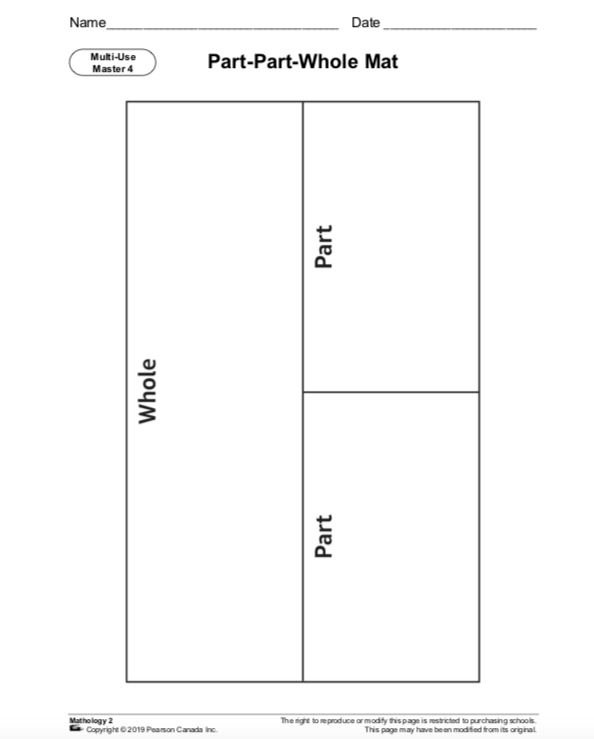 Name________________________________ Date____________________
Multi-Use
Master 4
Part-Part-Whole Mat
Whole
Part
Part
Mathology 2
Copyright © 2019 Pearson Canada Inc.
The right to reproduce or modify this page is restricted to purchasing schools.
This page may have been modified from its original.